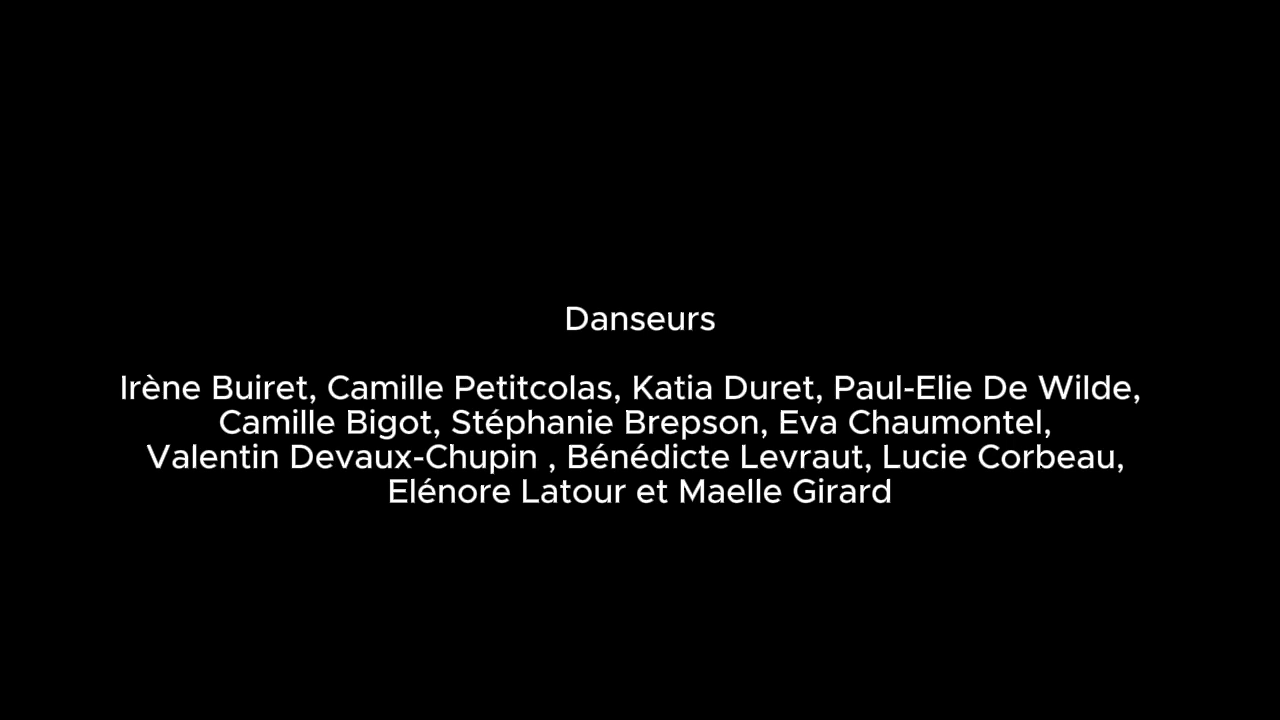 Danseurs
Irène Buiret, Camille Petitcolas, Katia Duret, Paul-Elie De Wilde,
Camille Bigot, Stéphanie Brepson, Eva Chaumontel,
Valentin Devaux-Chupin , Bénédicte Levraut, Lucie Corbeau,
Elénore Latour et Maelle Girard